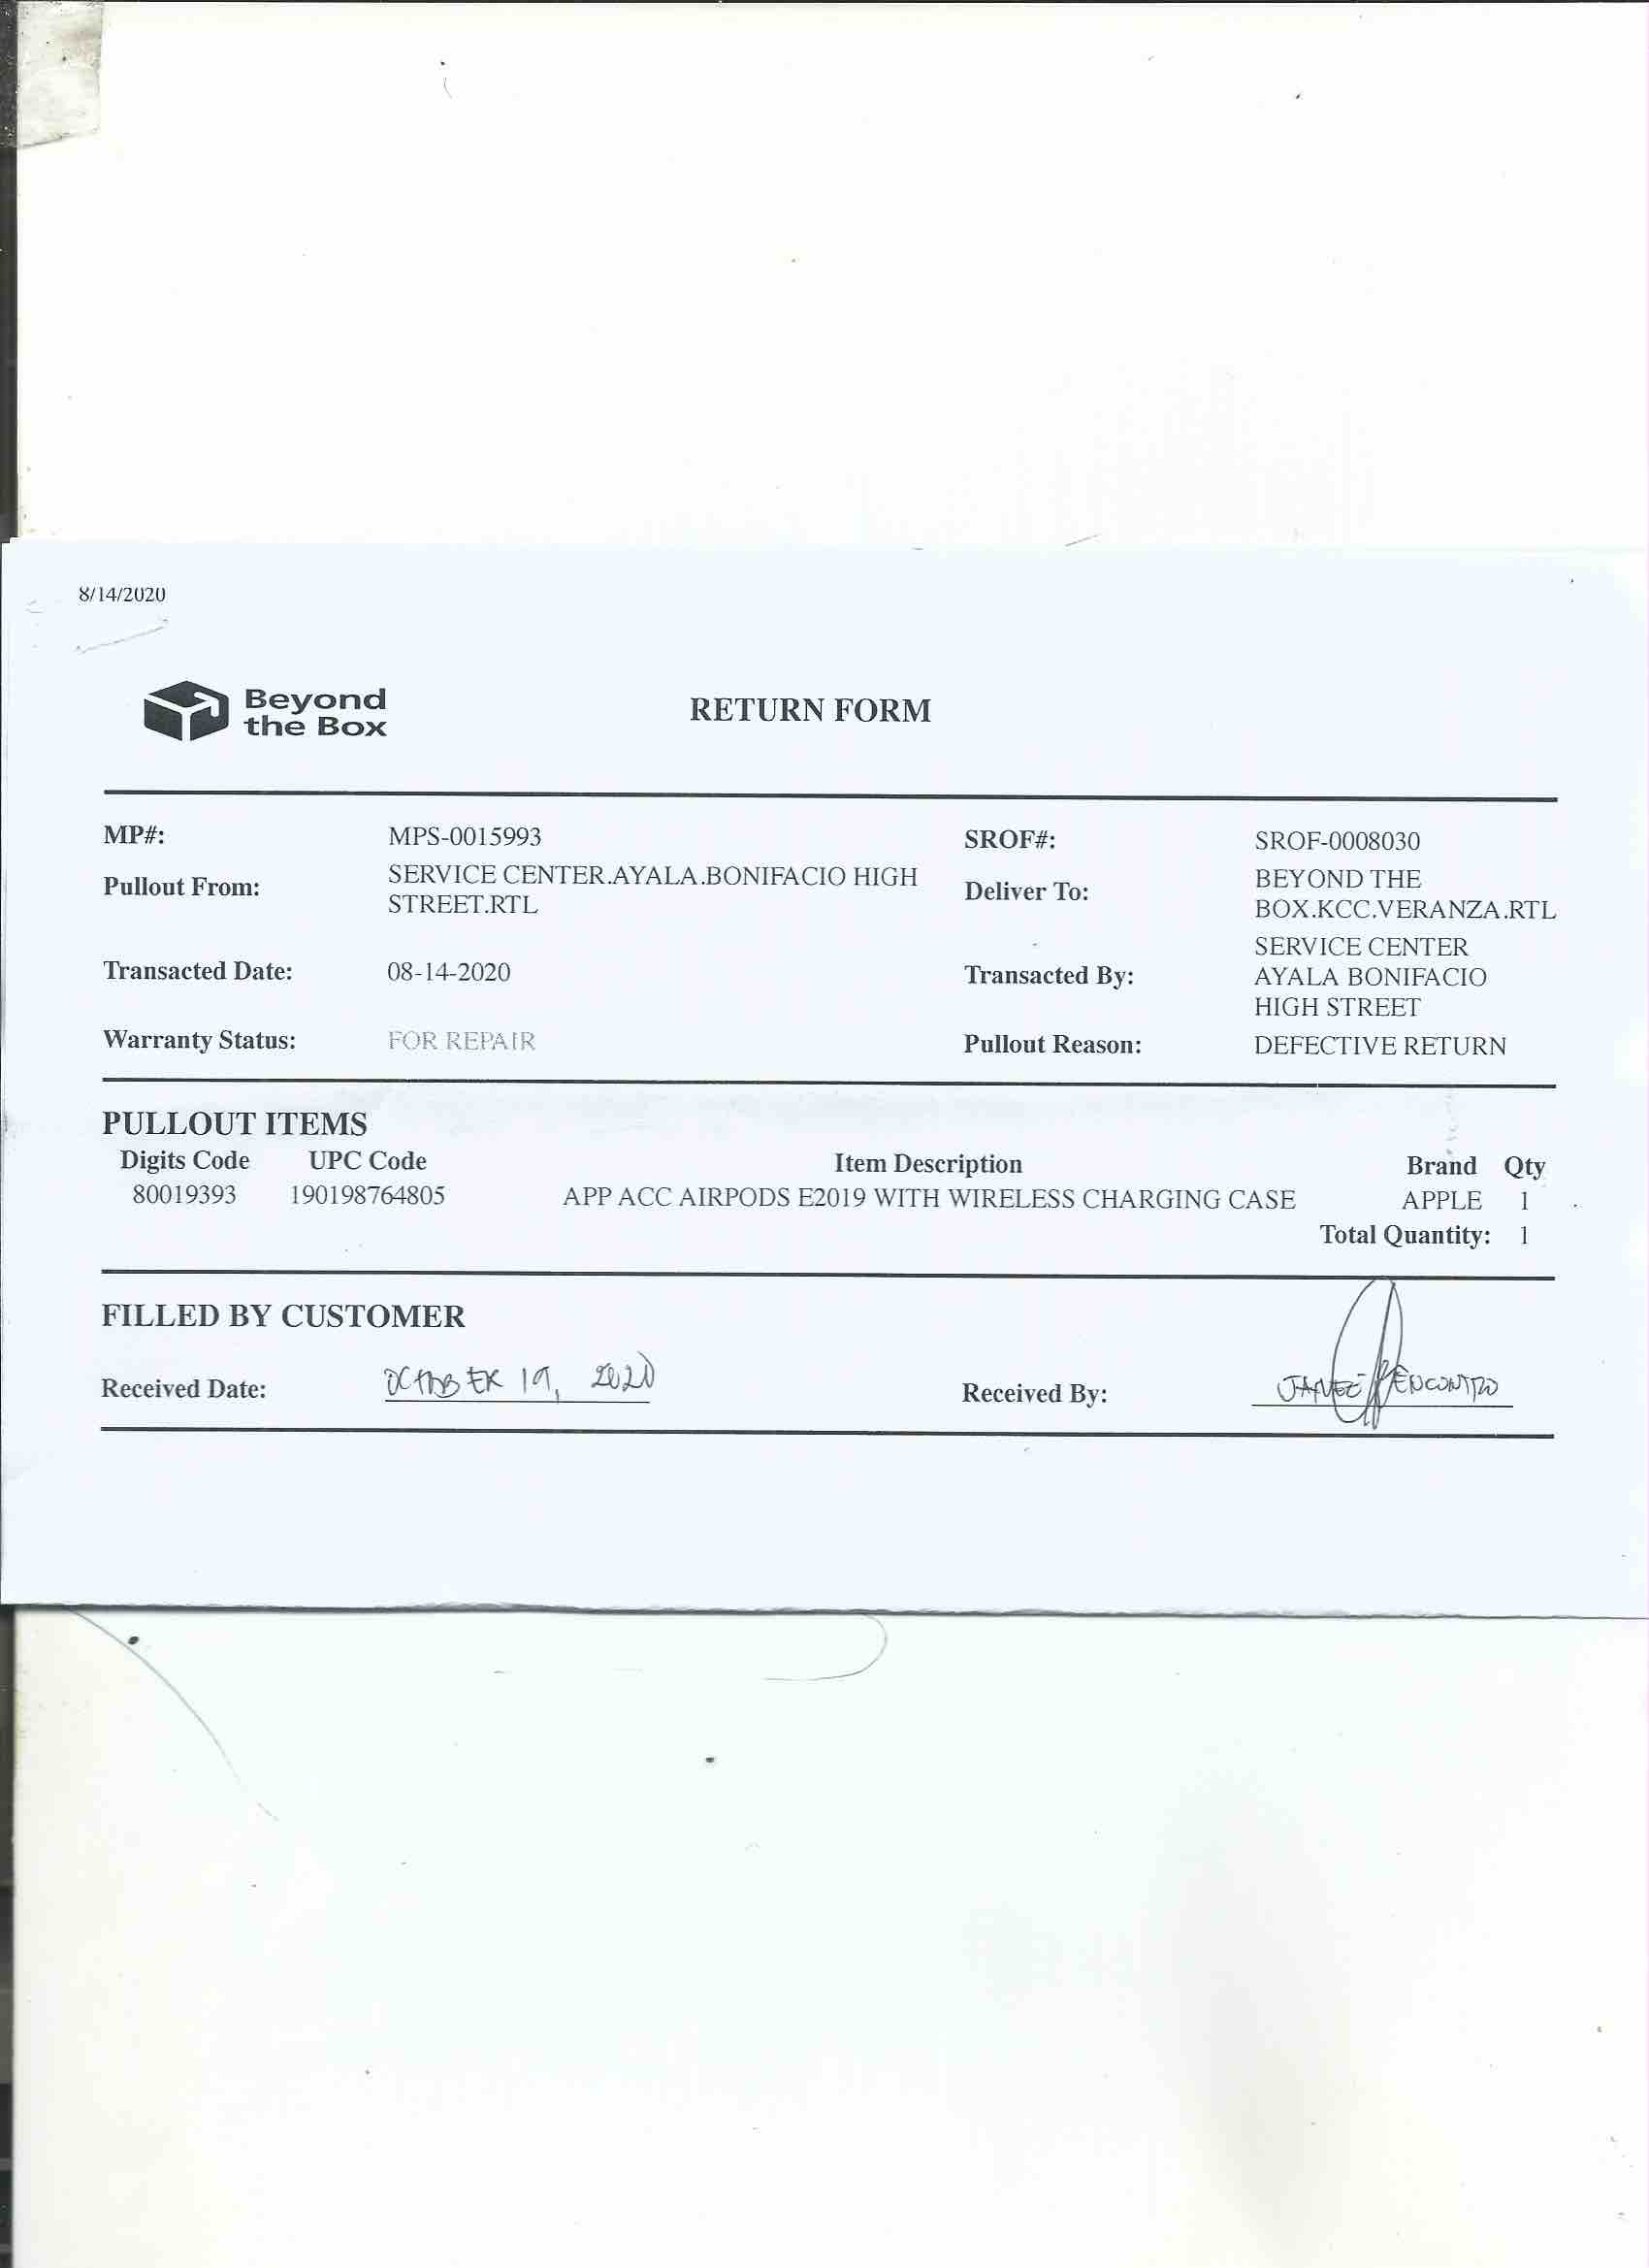 8/14/2020
Beyond
the Box
RETURN FORM
MP#: MPS-0015993 SROF#: SROF-0008030
Pullout From: SERVICE CENTER.AYALA.BONIFACIO HIGH STREET.RTL
Deliver To: BEYOND THE BOX.KCC.VERANZA.RTL
Transacted Date: 08-14-2020
Transacted By: SERVICE CENTER AYALA BONIFACIO HIGH STREET
Warranty Status: FOR REPAIR Pullout Reason: DEFECTIVE RETURN
PULLOUT ITEMS
Digits Code UPC Code Item Description Brand Qty
80019393 190198764805 APP ACC AIRPODS E2019 WITH WIRELESS CHARGING CASE APPLE 1
Total Quantity: 1
FILLED BY CUSTOMER
Received Date: OCTOBER 19, 2020 Received By: